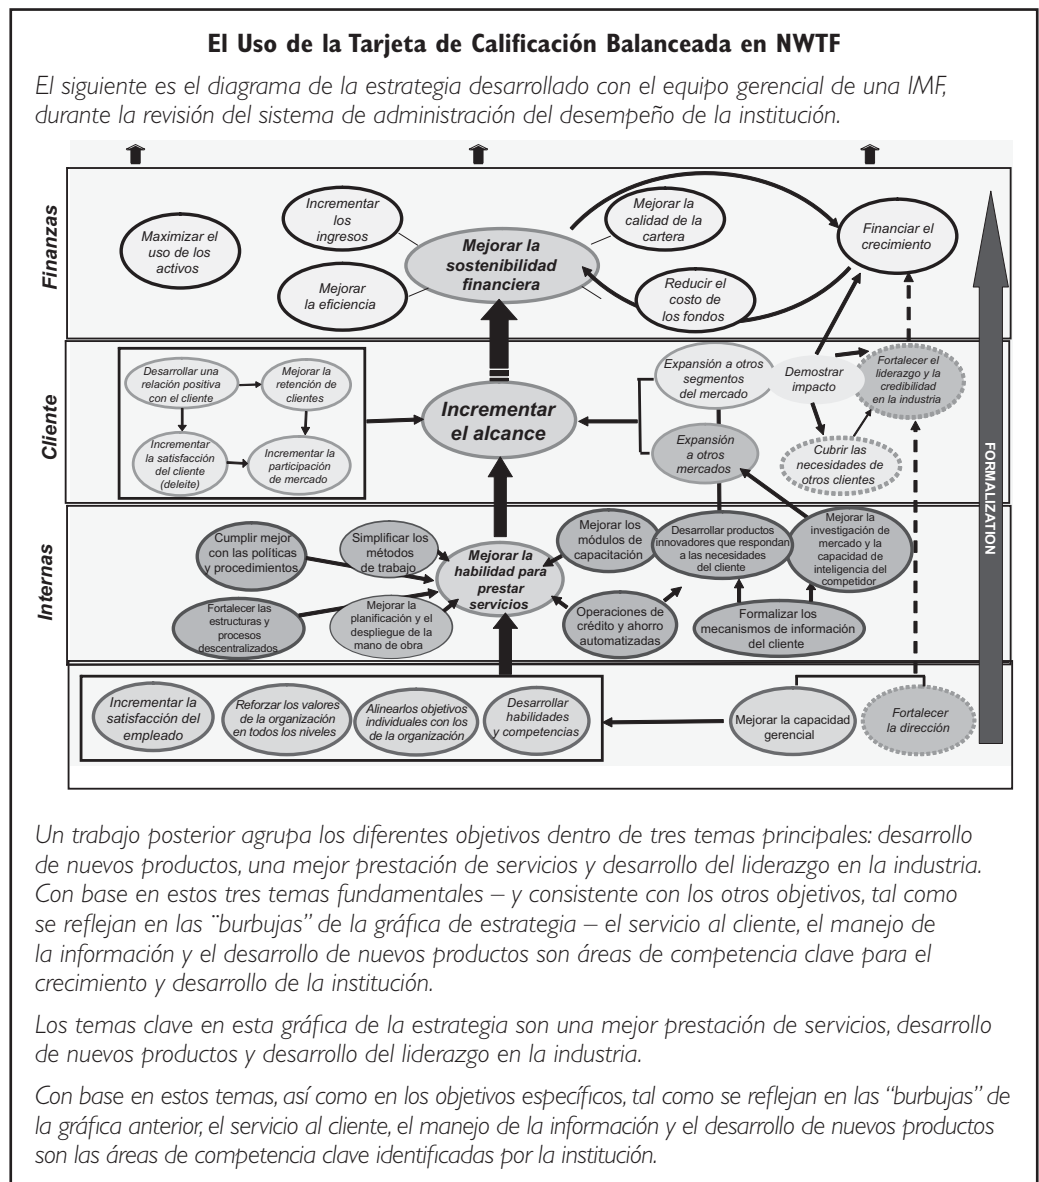 El Uso de la Tarjeta de Calificación Balanceada en NWTF
El siguiente es el diagrama de la estrategia desarrollado con el equipo gerencial de una IMF,
durante la revisión del sistema de administración del desempeño de la institución.
Finanzas
Maximizar el
uso de los
activos
Incrementar
los
ingresos
Mejorar
la eficiencia
Mejorar la
sostenibilidad
financiera
Mejorar la
calidad de la
cartera
Reducir el
costo de
los fondos
Financiar el
crecimiento
Cliente
Desarrollar una
relación positiva
con el cliente
Mejorar la
retención de
clientes
Incrementar
la satisfacción
del cliente
(deleite)
Incrementar la
participación
de mercado
Incrementar
el alcance
Expansión a otros
segmentos
del mercado
Expansión
a otros
mercados
Demostrar
impacto
Fortalecer el
liderazgo y la
credibilidad
en la industria
Cubrir las
necesidades de
otros clientes
FORMALIZATION
Internas
Cumplir mejor
con las políticas
y procedimientos
Simplificar los
métodos
de trabajo
Fortalecer las
estructuras y
procesos
descentralizados
Mejorar la
planificación y el
despliegue de la
mano de obra
Mejorar la
habilidad para
prestar
servicios
Mejorar los
módulos de
capacitación
Operaciones de
crédito y ahorro
automatizadas
Desarrollar productos
innovadores que respondan
a las necesidades
del cliente
Mejorar la
investigación de
mercado y la
capacidad de
inteligencia del
competidor
Formalizar los
mecanismos de información
del cliente
Incrementar la
satisfacción del
empleado
Reforzar los valores
de la organización
en todos los niveles
Alinearlos objetivos
individuales con los
de la organización
Desarrollar
habilidades
y competencias
Mejorar la capacidad
gerencial
Fortalecer
la dirección
Un trabajo posterior agrupa los diferentes objetivos dentro de tres temas principales: desarrollo
de nuevos productos, una mejor prestación de servicios y desarrollo del liderazgo en la industria.
Con base en estos tres temas fundamentales – y consistente con los otros objetivos, tal como
se reflejan en las ¨burbujas” de la gráfica de estrategia – el servicio al cliente, el manejo de
la información y el desarrollo de nuevos productos son áreas de competencia clave para el
crecimiento y desarrollo de la institución.
Los temas clave en esta gráfica de la estrategia son una mejor prestación de servicios, desarrollo
de nuevos productos y desarrollo del liderazgo en la industria.
Con base en estos temas, así como en los objetivos específicos, tal como se reflejan en las “burbujas” de
la gráfica anterior, el servicio al cliente, el manejo de la información y el desarrollo de nuevos productos
son las áreas de competencia clave identificadas por la institución.